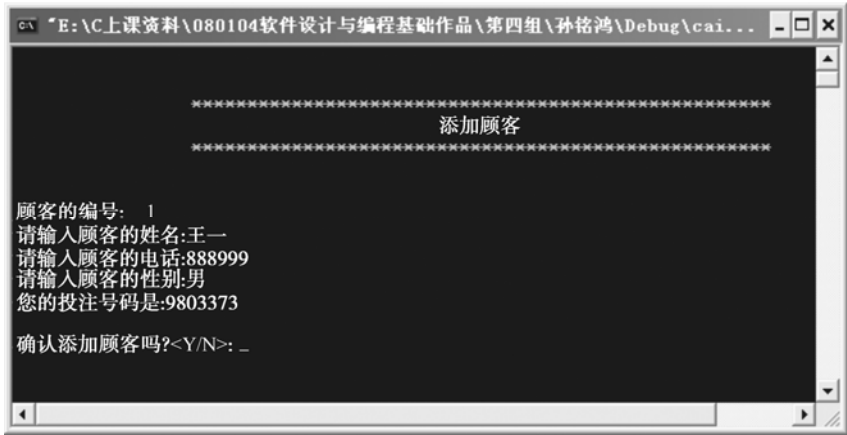 "E:\C上课资料\080104软件设计与编程基础作品\第四组\孙铭鸿\Debug\cai...
***************************************************
添加顾客
***************************************************
顾客的编号: 1
请输入顾客的姓名:王一
请输入顾客的电话:888999
请输入顾客的性别:男
您的投注号码是:9803373
确认添加顾客吗?<Y/N>: _